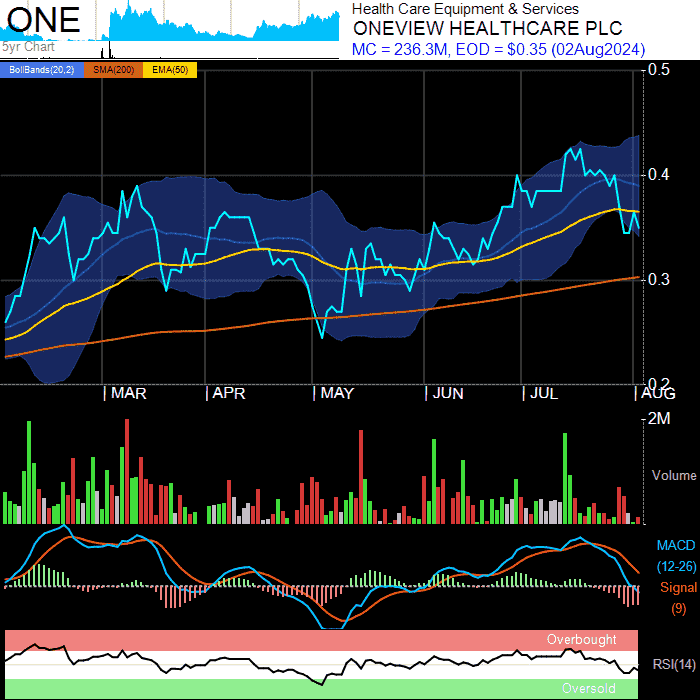 ONE
5yr Chart
Health Care Equipment & Services
ONEVIEW HEALTHCARE PLC
MC = 236.3M, EOD = $0.35 (02Aug2024)
BollBands(20,2) SMA(200) EMA(50)
0.5
0.4
0.3
0.2
MAR APR MAY JUN JUL AUG
2M
Volume
MACD
(12-26)
Signal
(9)
Overbought
RSI(14)
Oversold